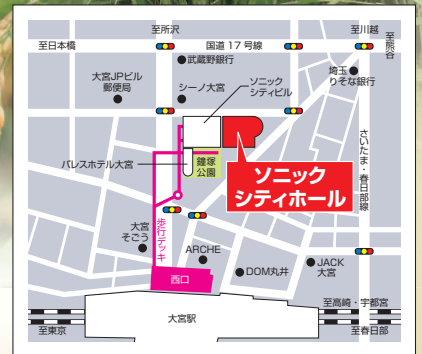 至所沢
至川越
至熊谷
至日本橋
国道17号線
武蔵野銀行
埼玉
りそな銀行
大宮JPビル
郵便局
シーノ大宮
ソニック
シティビル
さいたま・春日部線
パレスホテル大宮
鐘塚
公園
ソニック
シティホール
歩行デッキ
大宮
そごう
ARCHE
DOM丸井
JACK
大宮
西口
至高崎・宇都宮
大宮駅
至東京
至春日部